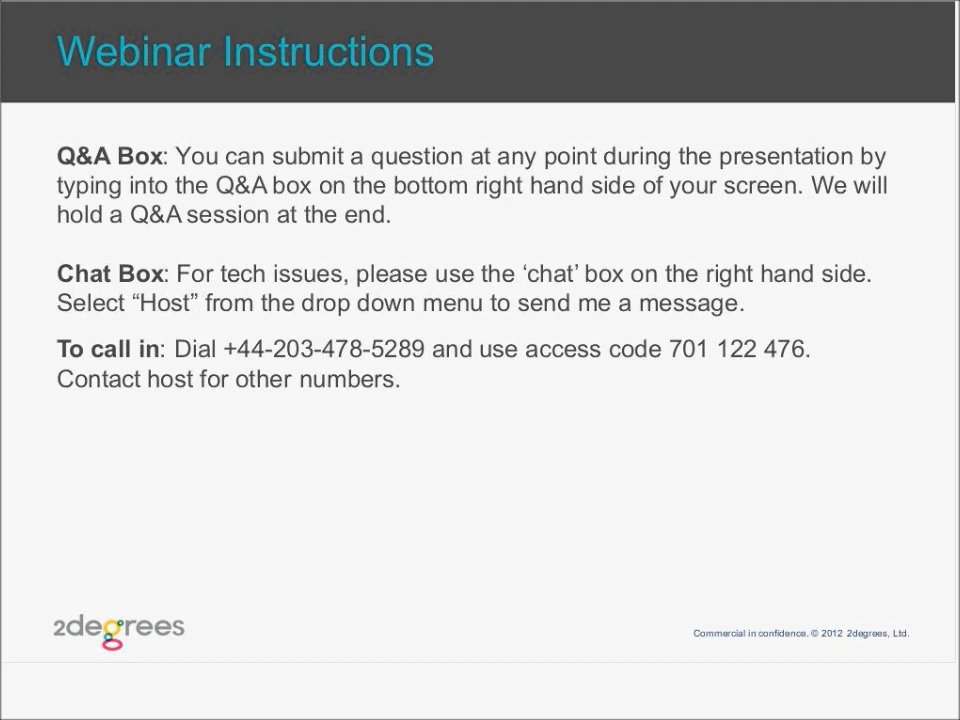 Webinar Instructions
Q&A Box: You can submit a question at any point during the presentation by
typing into the Q&A box on the bottom right hand side of your screen. We will
hold a Q&A session at the end.
Chat Box: For tech issues, please use the ‘chat’ box on the right hand side.
Select “Host” from the drop down menu to send me a message.
To call in: Dial +44-203-478-5289 and use access code 701 122 476.
Contact host for other numbers.
2degrees
Commercial in confidence, © 2012 2degrees, Ltd.